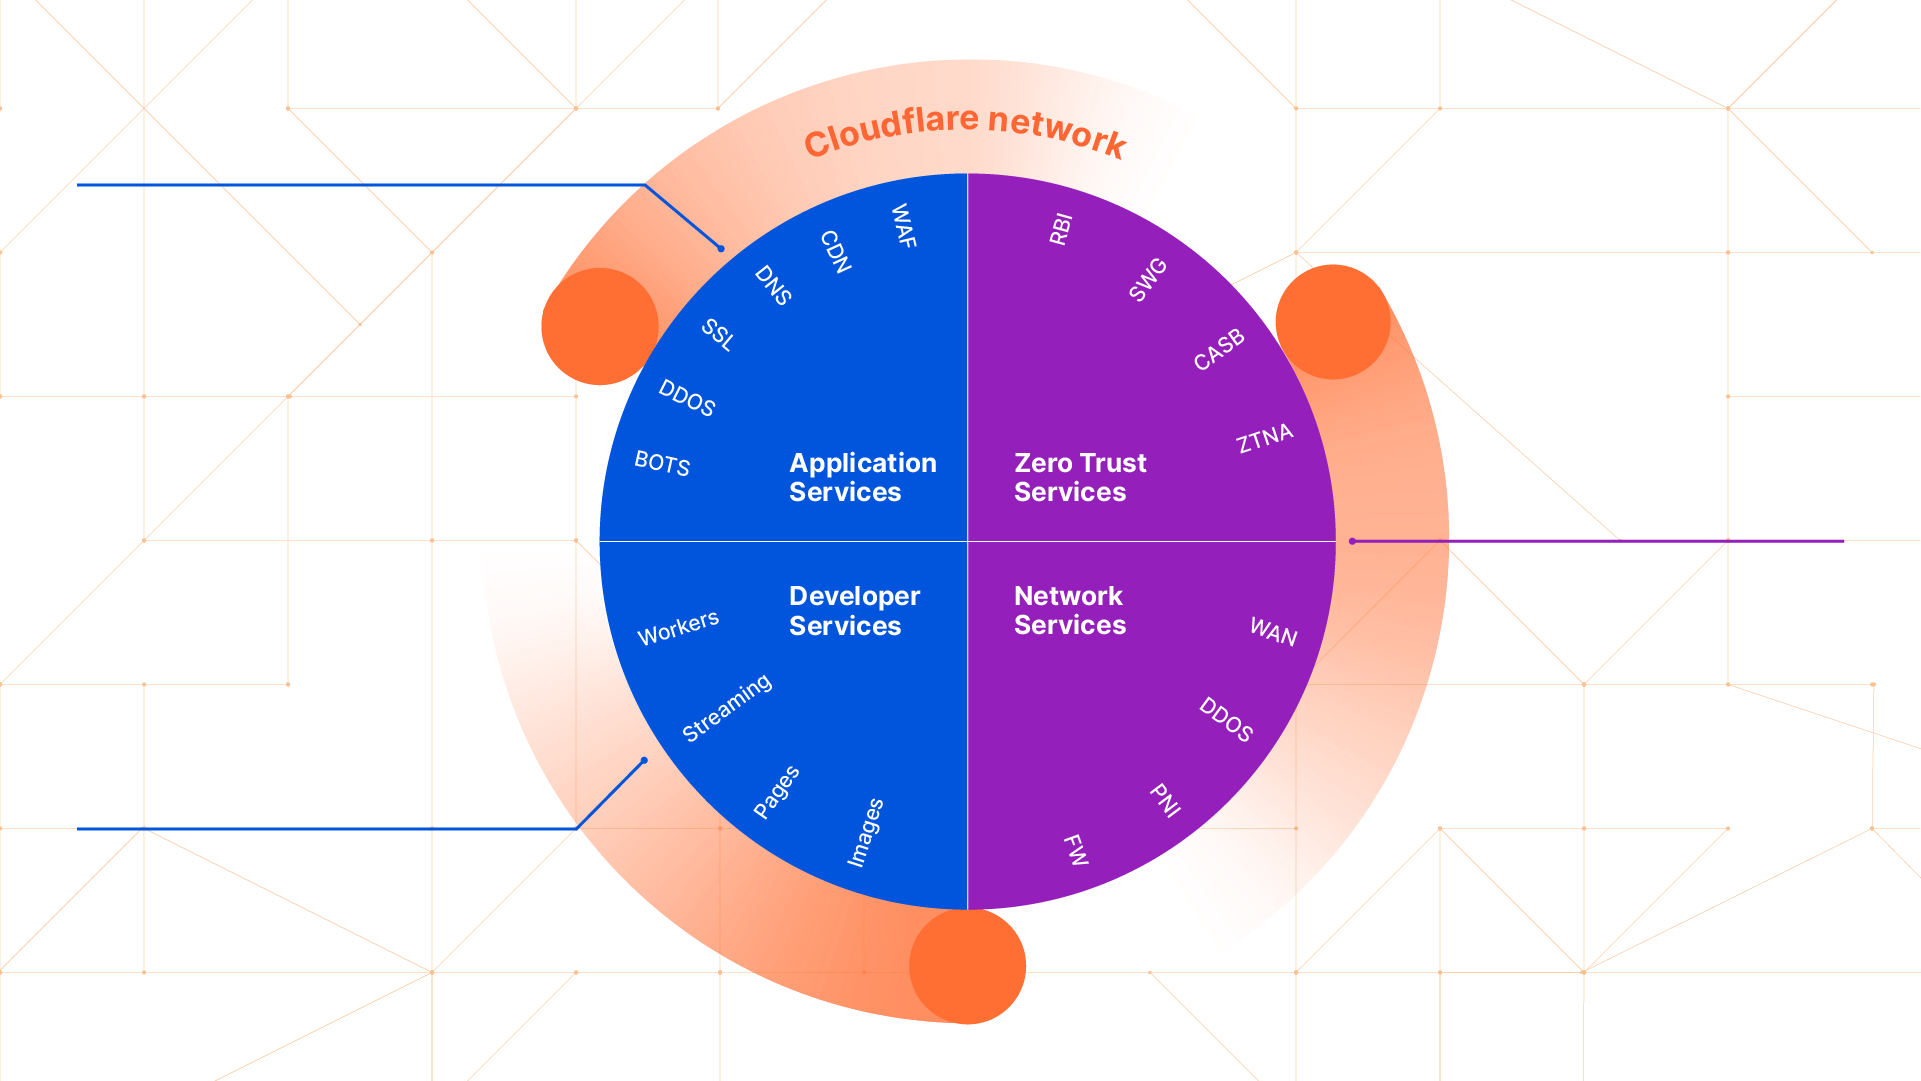 Cloudflare network
WAF
CDN
DNS
SSL
DDOS
BOTS
Application
Services
RBI
SWG
CASB
ZTNA
Zero Trust
Services
Developer
Services
Workers
Streaming
Pages
Images
Network
Services
WAN
DDOS
PNI
FW